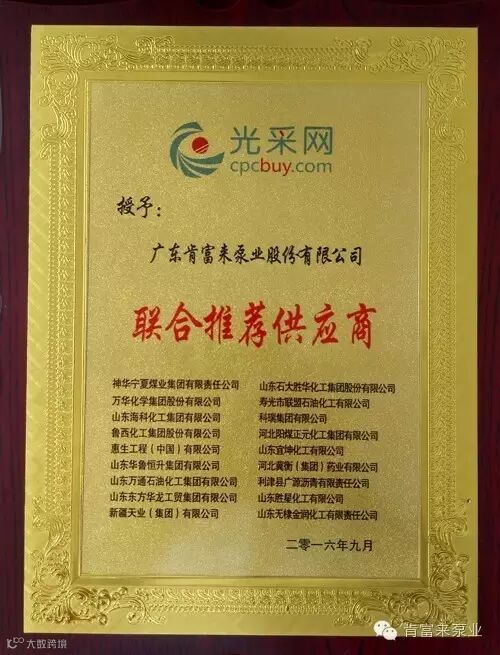 光采网
cpcbuy.com
授予：
广东肯富来泵业股份有限公司
联合推荐供应商
神华宁夏煤业集团有限责任公司
万华化学集团股份有限公司
山东海科化工集团有限公司
鲁西化工集团股份有限公司
惠生工程（中国）有限公司
山东华鲁恒升集团有限公司
山东万通石油化工集团有限公司
山东东方华龙工贸集团有限公司
新疆天业（集团）有限公司
山东石大胜华化工集团股份有限公司
寿光市联盟石油化工有限公司
科瑞集团有限公司
河北阳煤正元化工集团有限公司
山东宜坤化工有限公司
河北冀衡（集团）药业有限公司
利津县广源沥青有限责任公司
山东胜星化工有限公司
山东无棣金润化工有限责任公司
二零一六年九月
肯富来泵业
大数跨境